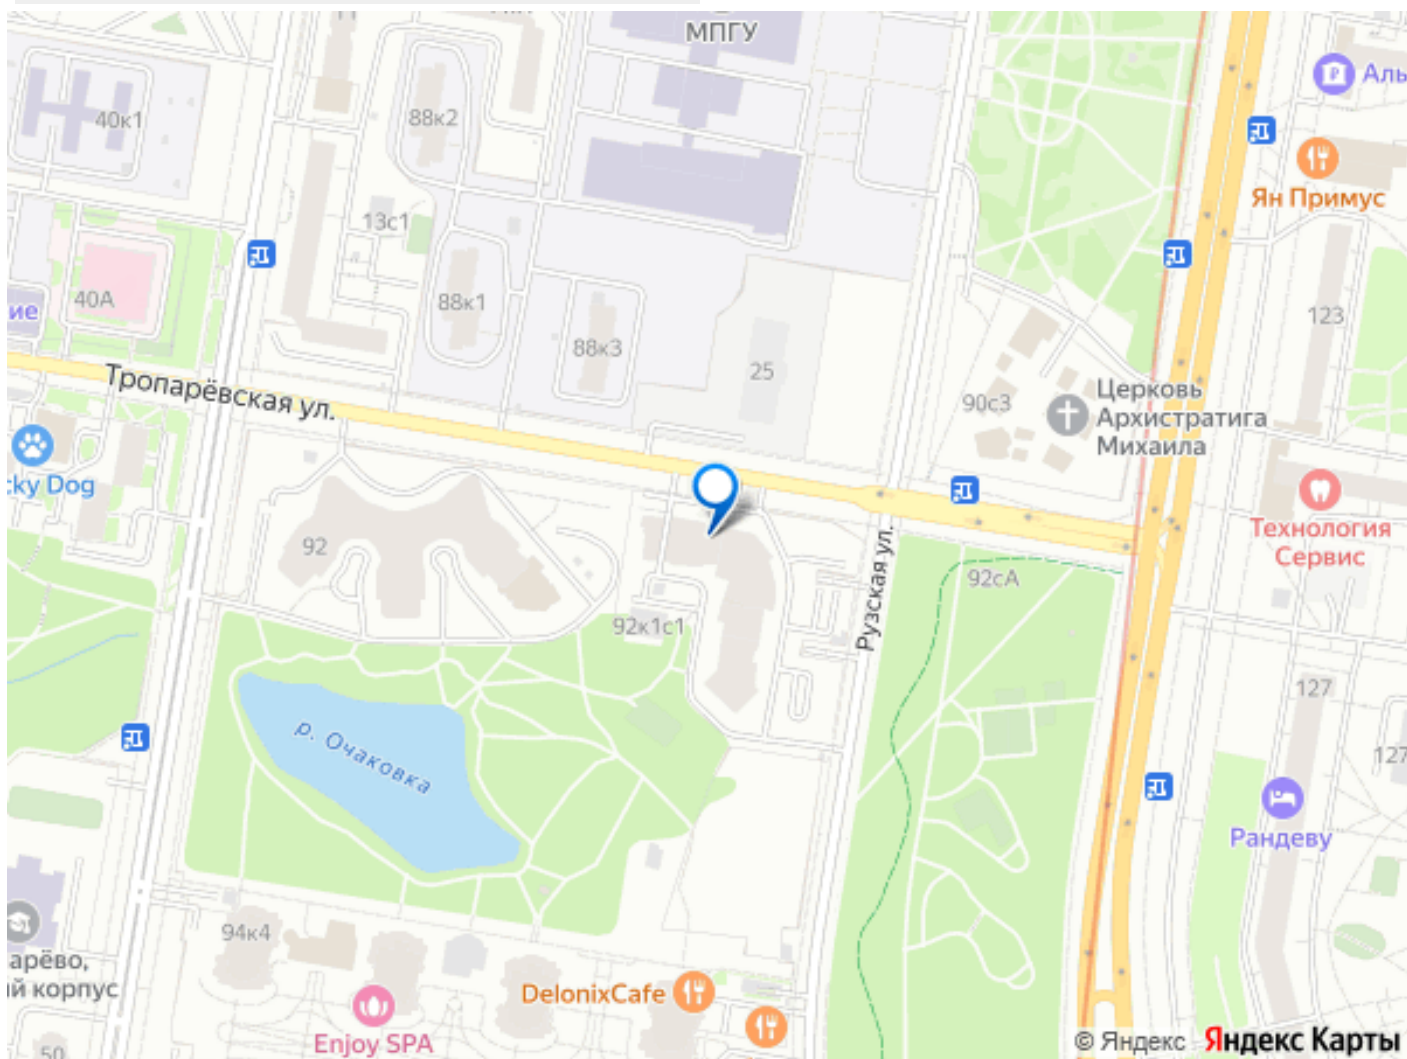 МПГУ
Аль
40к1
88к2
Ян Примус
13с1
40А
ие
88к1
123
88к3
25
Тропарёвская ул.
90с3
Церковь
Архистратига
Михаила
cky Dog
Технология
Сервис
92
92сА
Рузская ул.
92к1с1
127
р. Очаковка
127
Рандеву
94к4
арёво,
й корпус
DelonixCafe
Enjoy SPA
50
© Яндекс Яндекс Карты